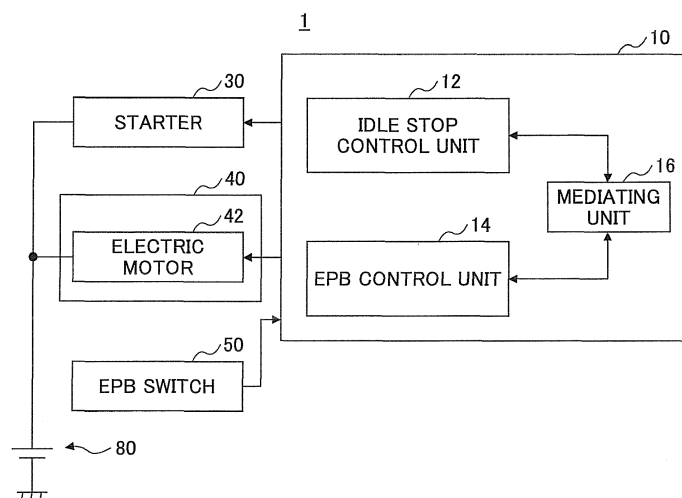 1
10
30
STARTER
12
IDLE STOP
CONTROL UNIT
16
MEDIATING
UNIT
40
42
ELECTRIC
MOTOR
14
EPB CONTROL UNIT
50
EPB SWITCH
80